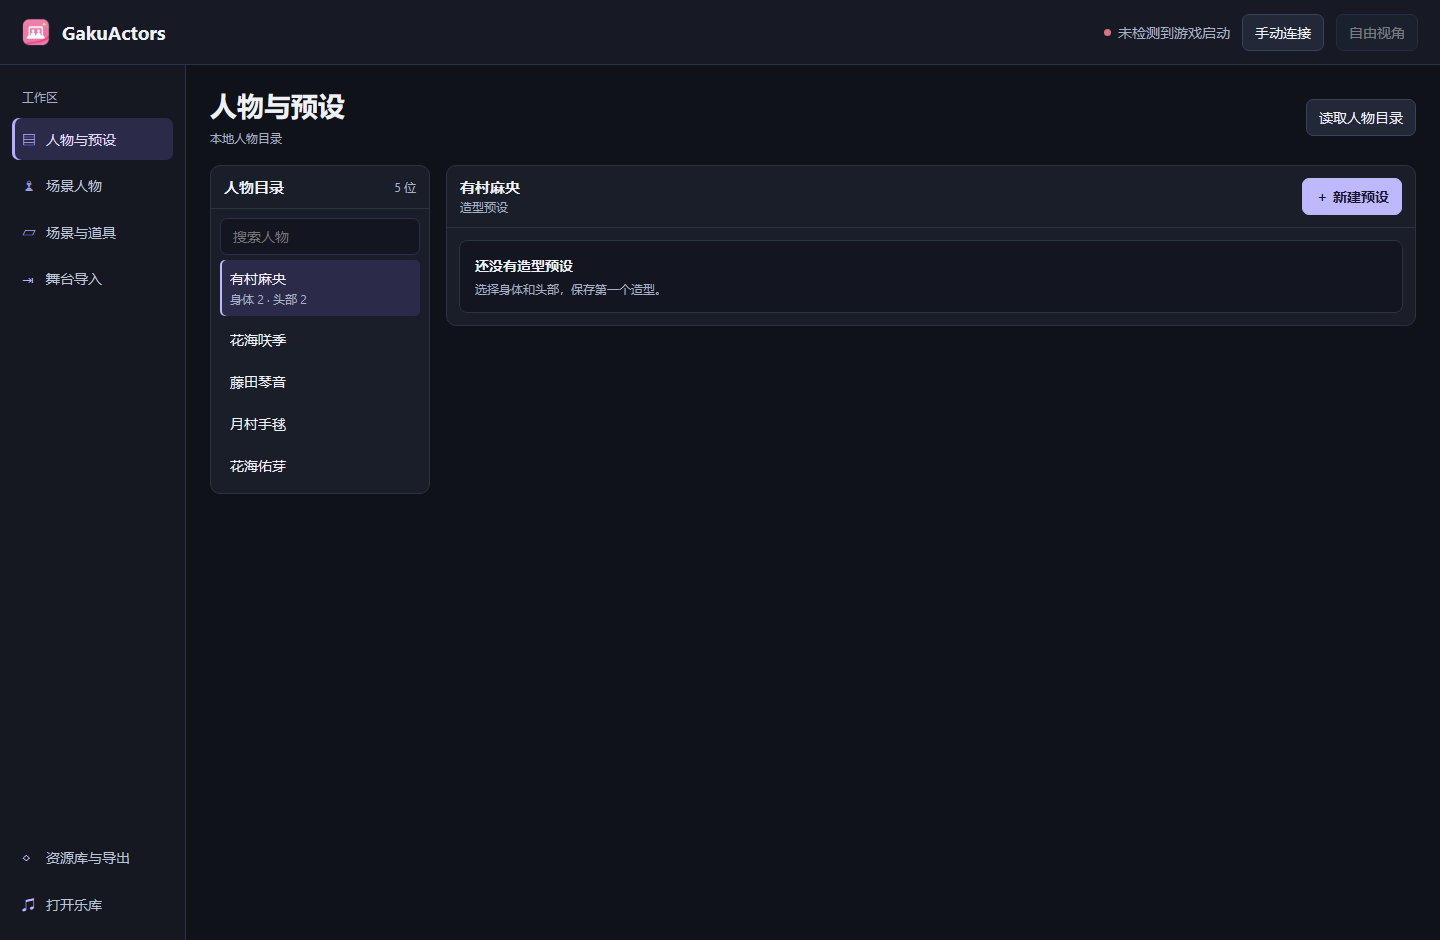 GakuActors
未检测到游戏启动
手动连接
自由视角
工作区
人物与预设
场景人物
场景与道具
舞台导入
资源库与导出
打开乐库
人物与预设
本地人物目录
读取人物目录
人物目录
5 位
搜索人物
有村麻央
身体 2 · 头部 2
花海咲季
藤田琴音
月村手毬
花海佑芽
有村麻央
造型预设
+ 新建预设
还没有造型预设
选择身体和头部，保存第一个造型。